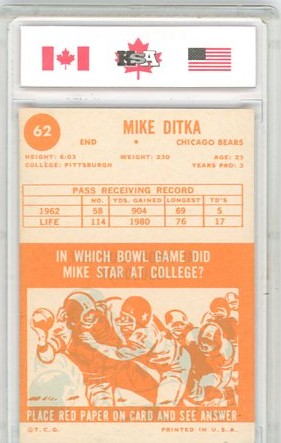 KSA
62
MIKE DITKA
END • CHICAGO BEARS
HEIGHT: 6:03 WEIGHT: 230 AGE: 23
COLLEGE: PITTSBURGH YEARS PRO: 2
PASS RECEIVING RECORD
NO. YDS. GAINED LONGEST TD'S
1962 58 904 69 5
LIFE 114 1980 76 17
IN WHICH BOWL GAME DID
MIKE STAR AT COLLEGE?
PLACE RED PAPER ON CARD AND SEE ANSWER
© T.C.G. PRINTED IN U.S.A.